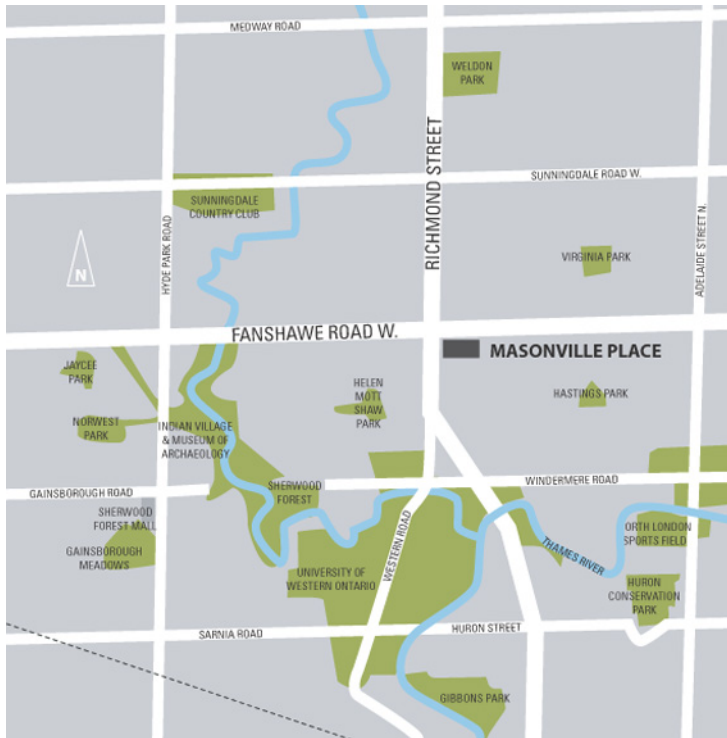 MEDWAY ROAD
WELDON
PARK
RICHMOND STREET
SUNNINGDALE ROAD W.
SUNNINGDALE
COUNTRY CLUB
HYDE PARK ROAD
ADELAIDE STREET N.
VIRGINIA PARK
N
FANSHAWE ROAD W.
MASONVILLE PLACE
JAYCEE
PARK
HELEN
MOTT
SHAW
PARK
HASTINGS PARK
NORWEST
PARK
INDIAN VILLAGE
& MUSEUM OF
ARCHAEOLOGY
GAINSBOROUGH ROAD
SHERWOOD
FOREST
WINDERMERE ROAD
SHERWOOD
FOREST MALL
GAINSBOROUGH
MEADOWS
WESTERN ROAD
THAMES RIVER
ORTH LONDON
SPORTS FIELD
UNIVERSITY OF
WESTERN ONTARIO
HURON
CONSERVATION
PARK
SARNIA ROAD
HURON STREET
GIBBONS PARK